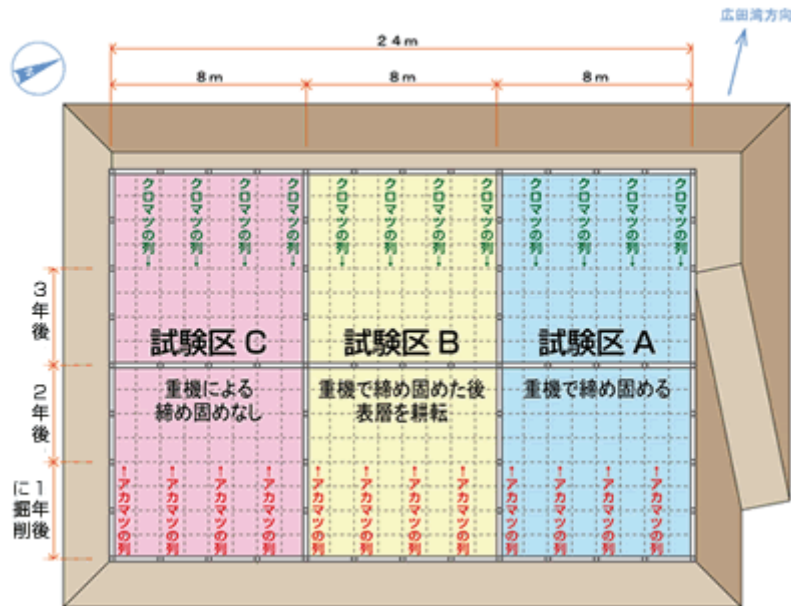 広田湾方向
24m
8m
8m
8m
クロマツの列→
クロマツの列→
クロマツの列→
クロマツの列→
クロマツの列→
クロマツの列→
クロマツの列→
クロマツの列→
クロマツの列→
クロマツの列→
クロマツの列→
クロマツの列→
3年後
試験区 C
試験区 B
試験区 A
2年後
重機による
締め固めなし
重機で締め固めた後
表層を耕転
重機で締め固める
1年後
に掘削
←アカマツの列
←アカマツの列
←アカマツの列
←アカマツの列
←アカマツの列
←アカマツの列
←アカマツの列
←アカマツの列
←アカマツの列
←アカマツの列
←アカマツの列
←アカマツの列